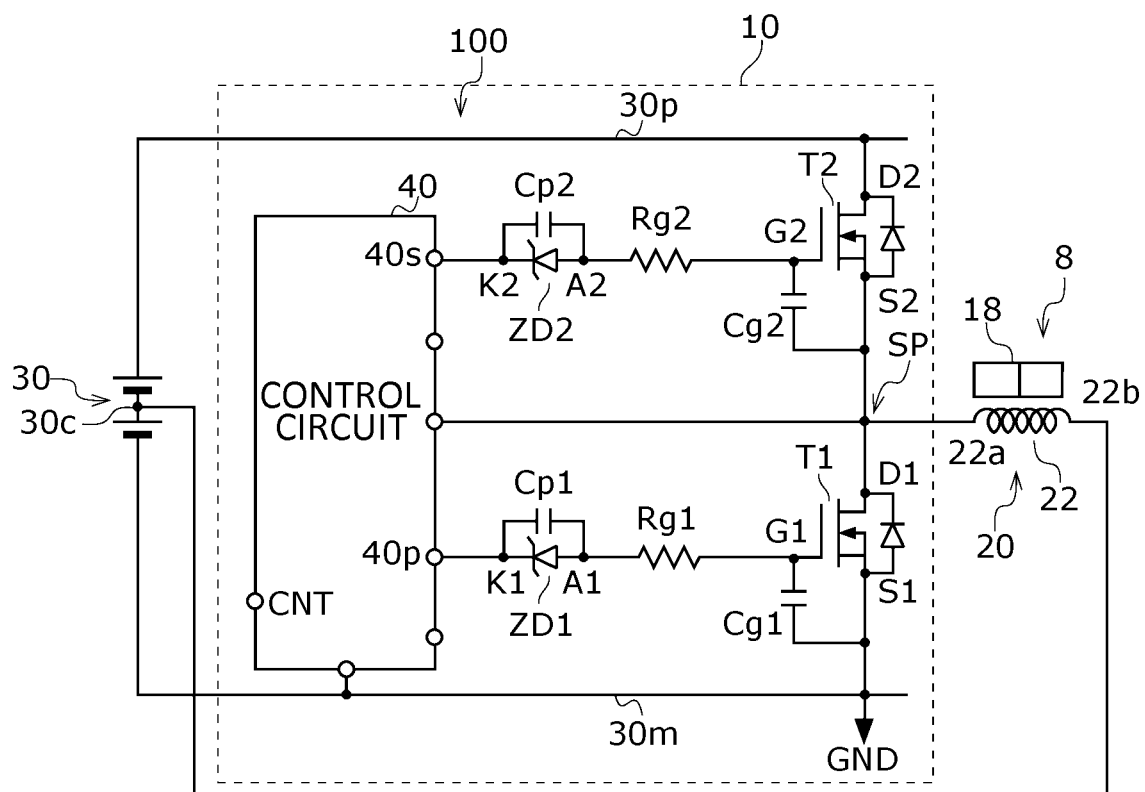 100
10
30p
T2
D2
40
Cp2
Rg2
G2
40s
K2
A2
S2
8
ZD2
Cg2
18
SP
30
CONTROL
CIRCUIT
22b
30c
22a
T1
D1
22
Cp1
Rg1
G1
20
40p
K1
A1
S1
CNT
ZD1
Cg1
30m
GND